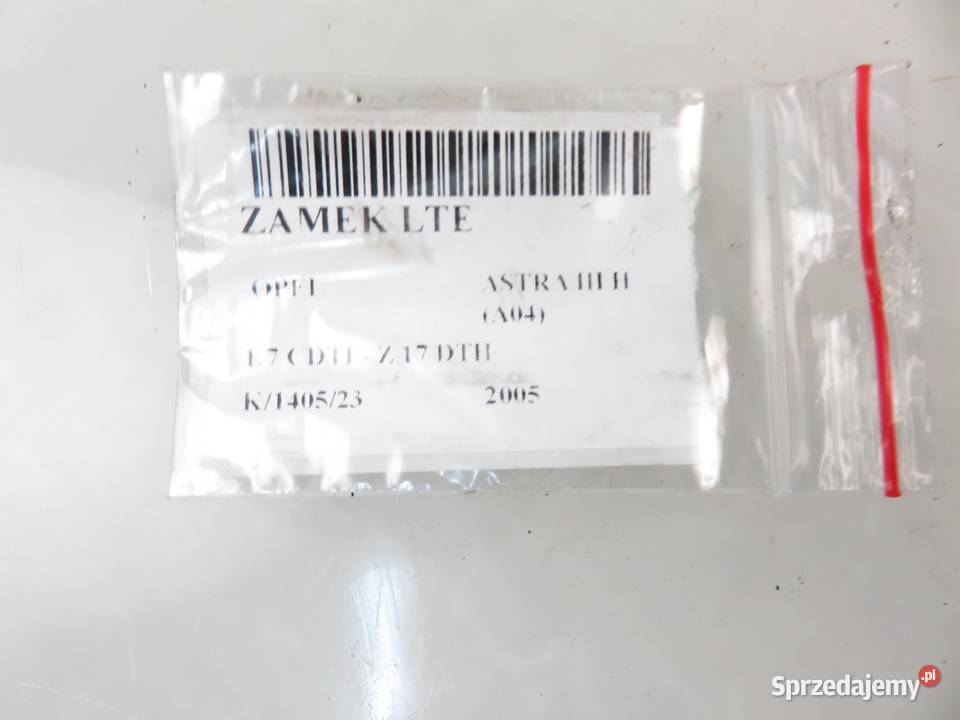 ZAMEK LTE
OPEL ASTRA III H
(A04)
1.7 CDTI - Z 17 DTH
K/1405/23 2005
Sprzedajemy.pl